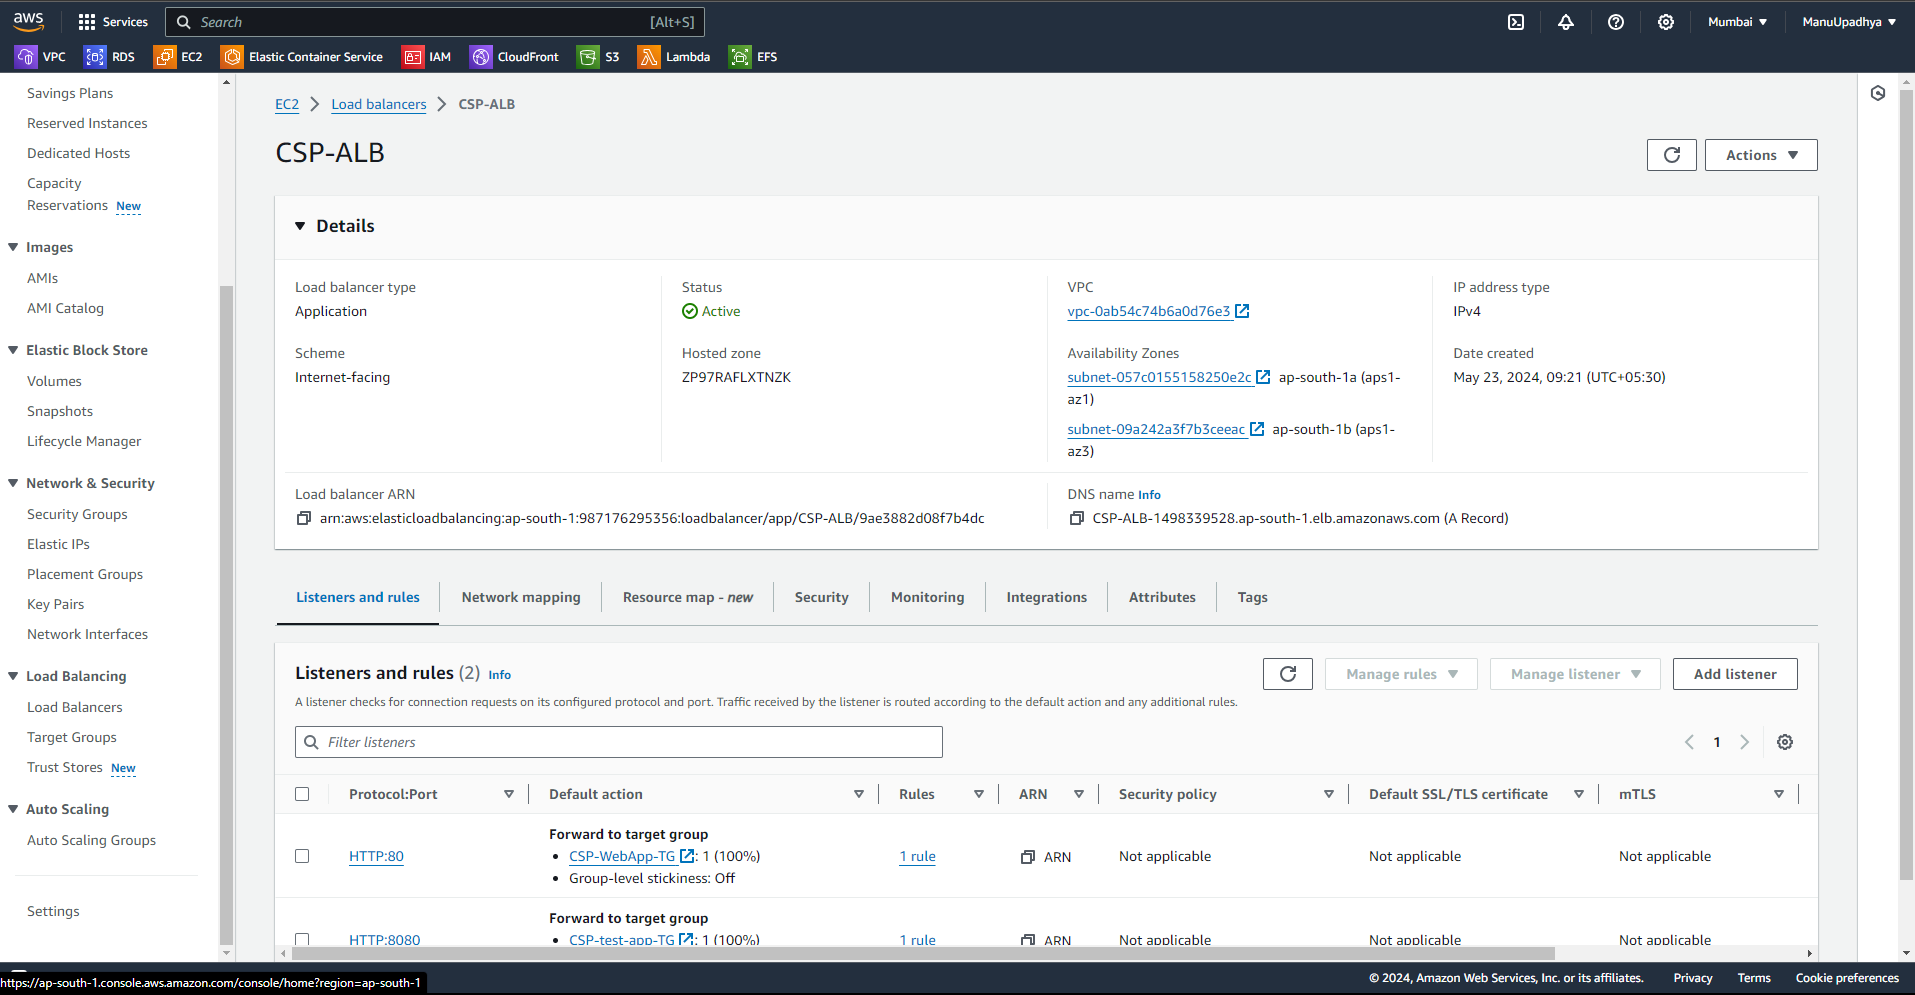 aws
Services
Search
[Alt+S]
Mumbai
ManuUpadhya
VPC
RDS
EC2
Elastic Container Service
IAM
CloudFront
S3
Lambda
EFS
Savings Plans
Reserved Instances
Dedicated Hosts
Capacity
Reservations New
Images
AMIs
AMI Catalog
Elastic Block Store
Volumes
Snapshots
Lifecycle Manager
Network & Security
Security Groups
Elastic IPs
Placement Groups
Key Pairs
Network Interfaces
Load Balancing
Load Balancers
Target Groups
Trust Stores New
Auto Scaling
Auto Scaling Groups
Settings
EC2 > Load balancers > CSP-ALB
CSP-ALB
Actions
Details
Load balancer type
Application
Status
Active
VPC
vpc-0ab54c74b6a0d76e3
IP address type
IPv4
Scheme
Internet-facing
Hosted zone
ZP97RAFLXTNZK
Availability Zones
subnet-057c0155158250e2c ap-south-1a (aps1-
az1)
subnet-09a242a3f7b3ceeac ap-south-1b (aps1-
az3)
Date created
May 23, 2024, 09:21 (UTC+05:30)
Load balancer ARN
arn:aws:elasticloadbalancing:ap-south-1:987176295356:loadbalancer/app/CSP-ALB/9ae3882d08f7b4dc
DNS name Info
CSP-ALB-1498339528.ap-south-1.elb.amazonaws.com (A Record)
Listeners and rules
Network mapping
Resource map - new
Security
Monitoring
Integrations
Attributes
Tags
Listeners and rules (2) Info
Manage rules
Manage listener
Add listener
A listener checks for connection requests on its configured protocol and port. Traffic received by the listener is routed according to the default action and any additional rules.
Filter listeners
1
Protocol:Port
Default action
Rules
ARN
Security policy
Default SSL/TLS certificate
mTLS
HTTP:80
Forward to target group
• CSP-WebApp-TG : 1 (100%)
• Group-level stickiness: Off
1 rule
ARN
Not applicable
Not applicable
Not applicable
HTTP:8080
Forward to target group
• CSP-test-app-TG : 1 (100%)
1 rule
ARN
Not applicable
Not applicable
Not applicable
https://ap-south-1.console.aws.amazon.com/console/home?region=ap-south-1
© 2024, Amazon Web Services, Inc. or its affiliates.
Privacy
Terms
Cookie preferences